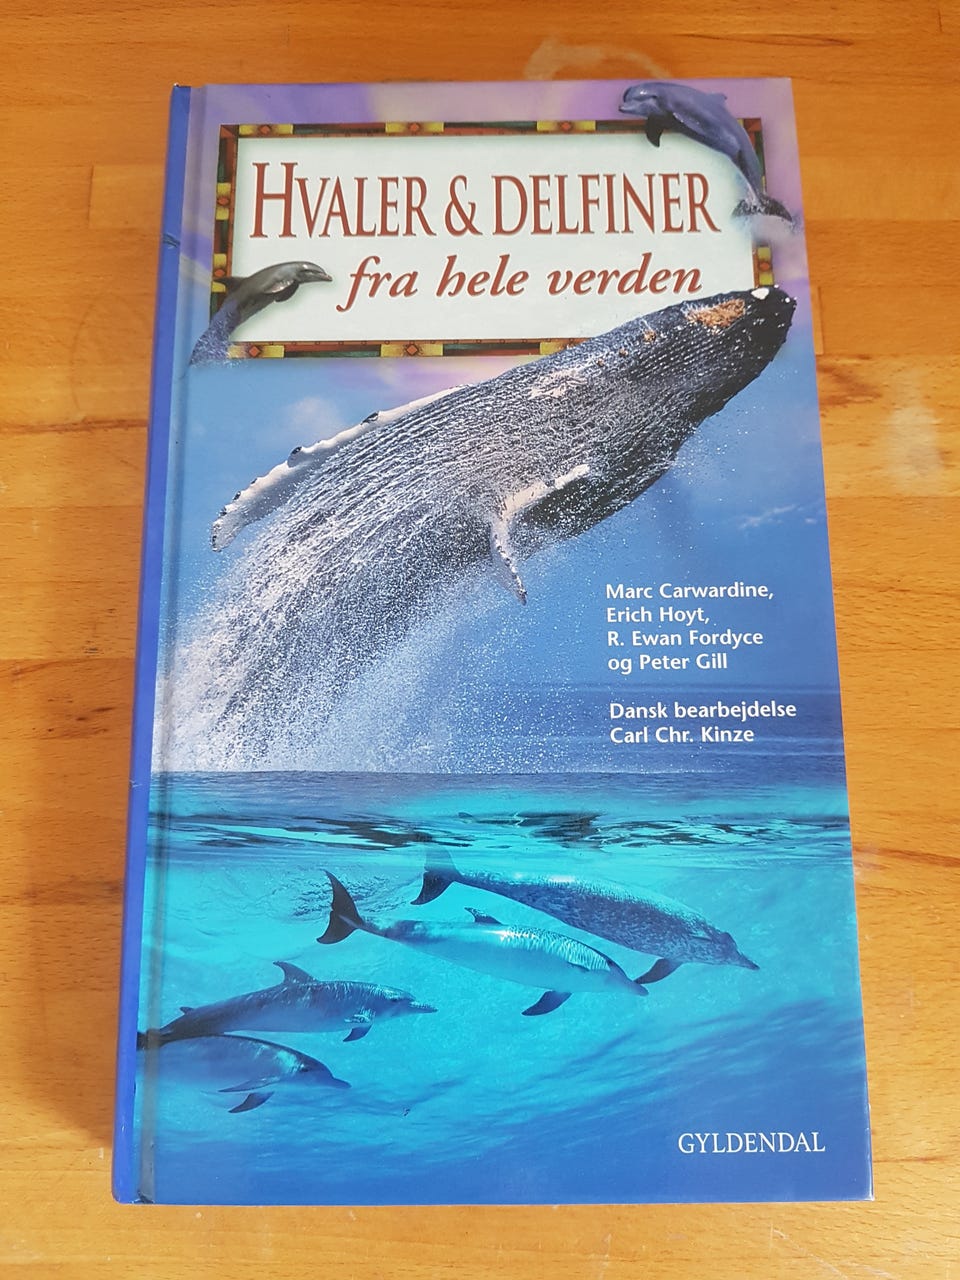 HVALER & DELFINER
fra hele verden
Marc Carwardine,
Erich Hoyt,
R. Ewan Fordyce
og Peter Gill
Dansk bearbejdelse
Carl Chr. Kinze
GYLDENDAL